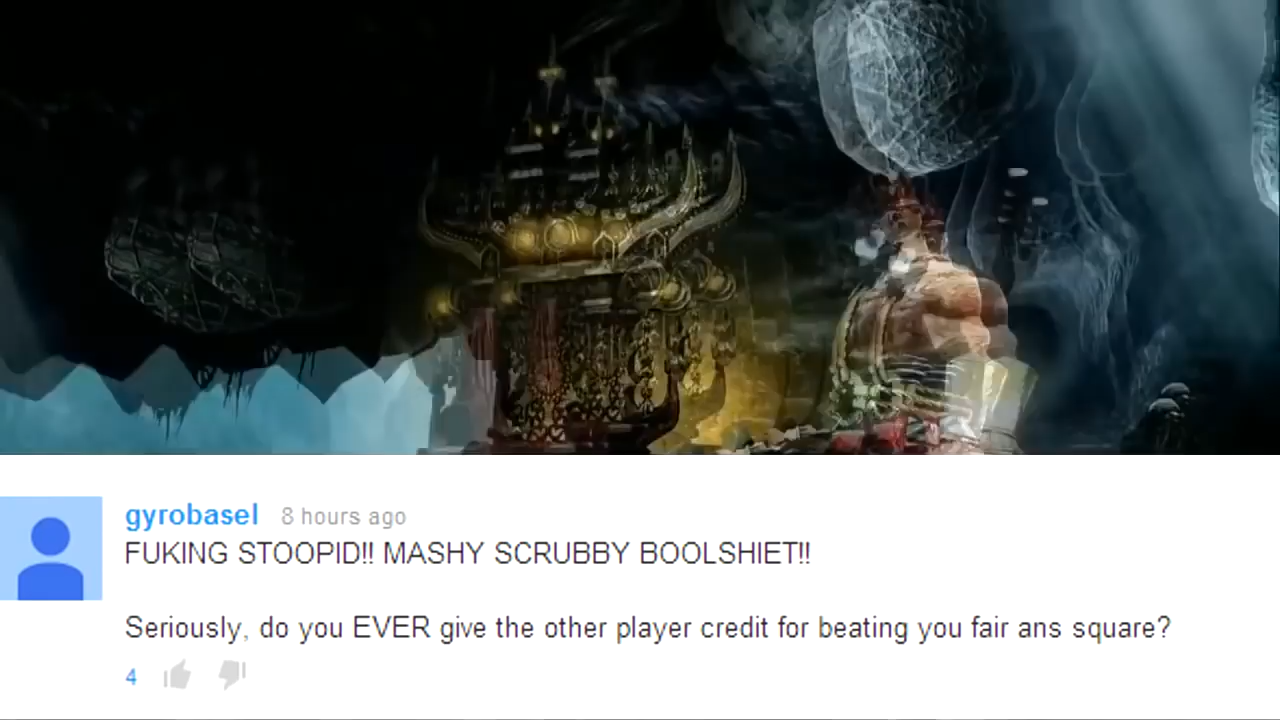 gyrobasel 8 hours ago
FUKING STOOPID!! MASHY SCRUBBY BOOLSHIET!!
Seriously, do you EVER give the other player credit for beating you fair ans square?
4